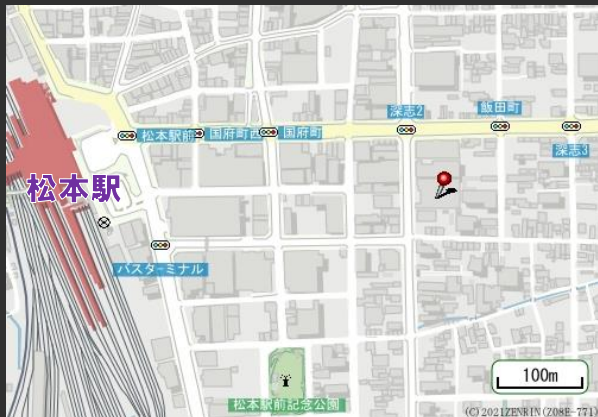 深志2
飯田町
松本駅前
国府町西
国府町
深志3
松本駅
バスターミナル
100m
松本駅前記念公園
(C) 2021ZENRIN(Z08E-771)